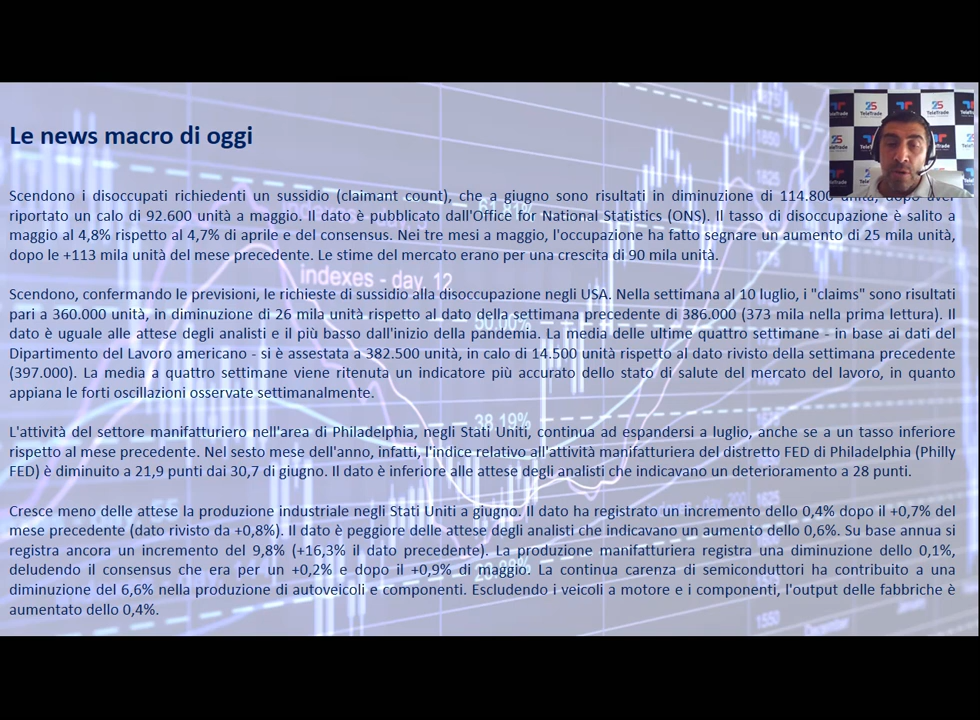 Le news macro di oggi
Scendono i disoccupati richiedenti un sussidio (claimant count), che a giugno sono risultati in diminuzione di 114.800 unità, dopo aver
riportato un calo di 92.600 unità a maggio. Il dato è pubblicato dall'Office for National Statistics (ONS). Il tasso di disoccupazione è salito a
maggio al 4,8% rispetto al 4,7% di aprile e del consensus. Nei tre mesi a maggio, l'occupazione ha fatto segnare un aumento di 25 mila unità,
dopo le +113 mila unità del mese precedente. Le stime del mercato erano per una crescita di 90 mila unità.
Scendono, confermando le previsioni, le richieste di sussidio alla disoccupazione negli USA. Nella settimana al 10 luglio, i "claims" sono risultati
pari a 360.000 unità, in diminuzione di 26 mila unità rispetto al dato della settimana precedente di 386.000 (373 mila nella prima lettura). Il
dato è uguale alle attese degli analisti e il più basso dall'inizio della pandemia. La media delle ultime quattro settimane - in base ai dati del
Dipartimento del Lavoro americano - si è assestata a 382.500 unità, in calo di 14.500 unità rispetto al dato rivisto della settimana precedente
(397.000). La media a quattro settimane viene ritenuta un indicatore più accurato dello stato di salute del mercato del lavoro, in quanto
appiana le forti oscillazioni osservate settimanalmente.
L'attività del settore manifatturiero nell'area di Philadelphia, negli Stati Uniti, continua ad espandersi a luglio, anche se a un tasso inferiore
rispetto al mese precedente. Nel sesto mese dell'anno, infatti, l'indice relativo all'attività manifatturiera del distretto FED di Philadelphia (Philly
FED) è diminuito a 21,9 punti dai 30,7 di giugno. Il dato è inferiore alle attese degli analisti che indicavano un deterioramento a 28 punti.
Cresce meno delle attese la produzione industriale negli Stati Uniti a giugno. Il dato ha registrato un incremento dello 0,4% dopo il +0,7% del
mese precedente (dato rivisto da +0,8%). Il dato è peggiore delle attese degli analisti che indicavano un aumento dello 0,6%. Su base annua si
registra ancora un incremento del 9,8% (+16,3% il dato precedente). La produzione manifatturiera registra una diminuzione dello 0,1%,
deludendo il consensus che era per un +0,2% e dopo il +0,9% di maggio. La continua carenza di semiconduttori ha contribuito a una
diminuzione del 6,6% nella produzione di autoveicoli e componenti. Escludendo i veicoli a motore e i componenti, l'output delle fabbriche è
aumentato dello 0,4%.
indexes - day, 12
50.00%
38.19%
TeleTrade